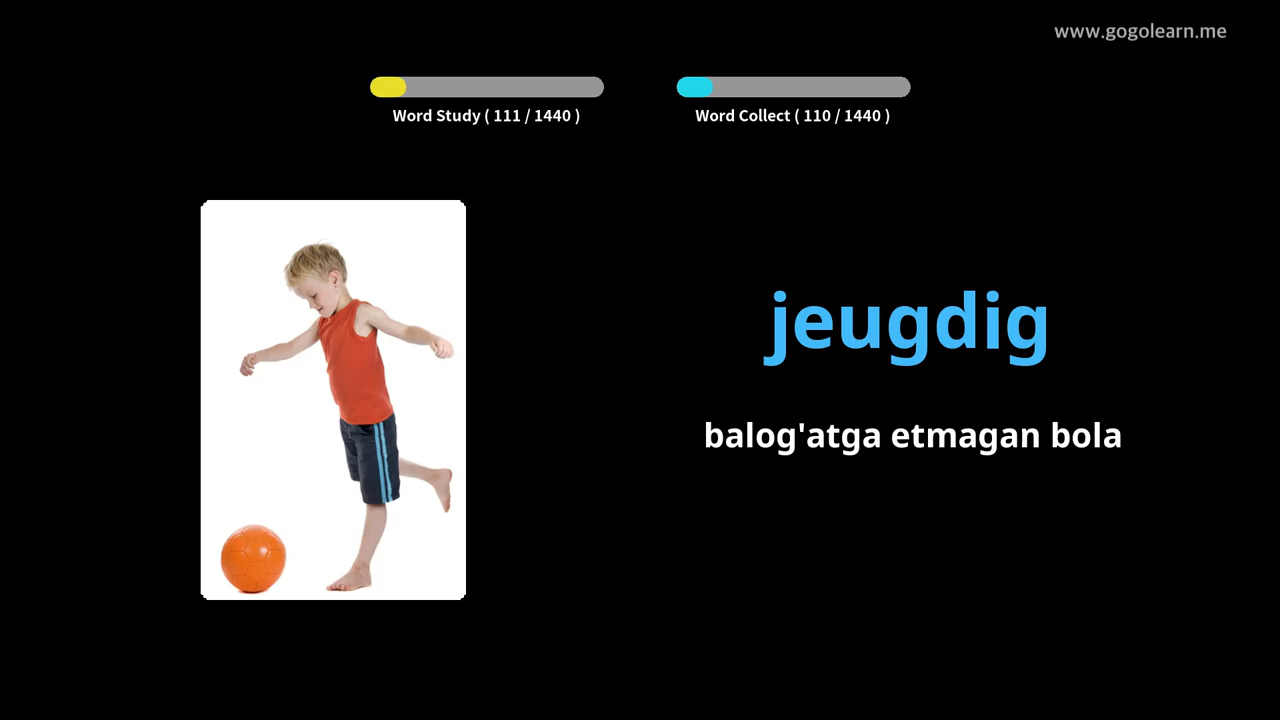 www.gogolearn.me
Word Study ( 111 / 1440 )
Word Collect ( 110 / 1440 )
jeugdig
balog'atga etmagan bola